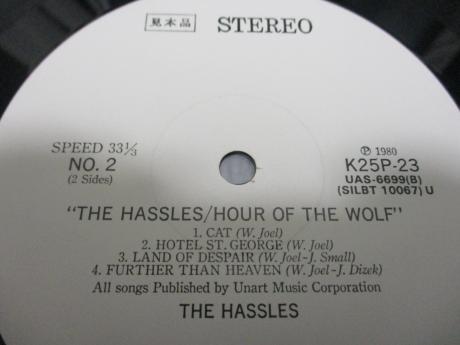 見本品 STEREO
SPEED 33⅓
NO. 2
(2 Sides)
Ⓟ 1980
K25P-23
UAS-6699(B)
(SILBT 10067) U
"THE HASSLES/HOUR OF THE WOLF"
1. CAT (W. Joel)
2. HOTEL ST. GEORGE (W. Joel)
3. LAND OF DESPAIR (W. Joel-J. Small)
4. FURTHER THAN HEAVEN (W. Joel-J. Dizek)
All songs Published by Unart Music Corporation
THE HASSLES